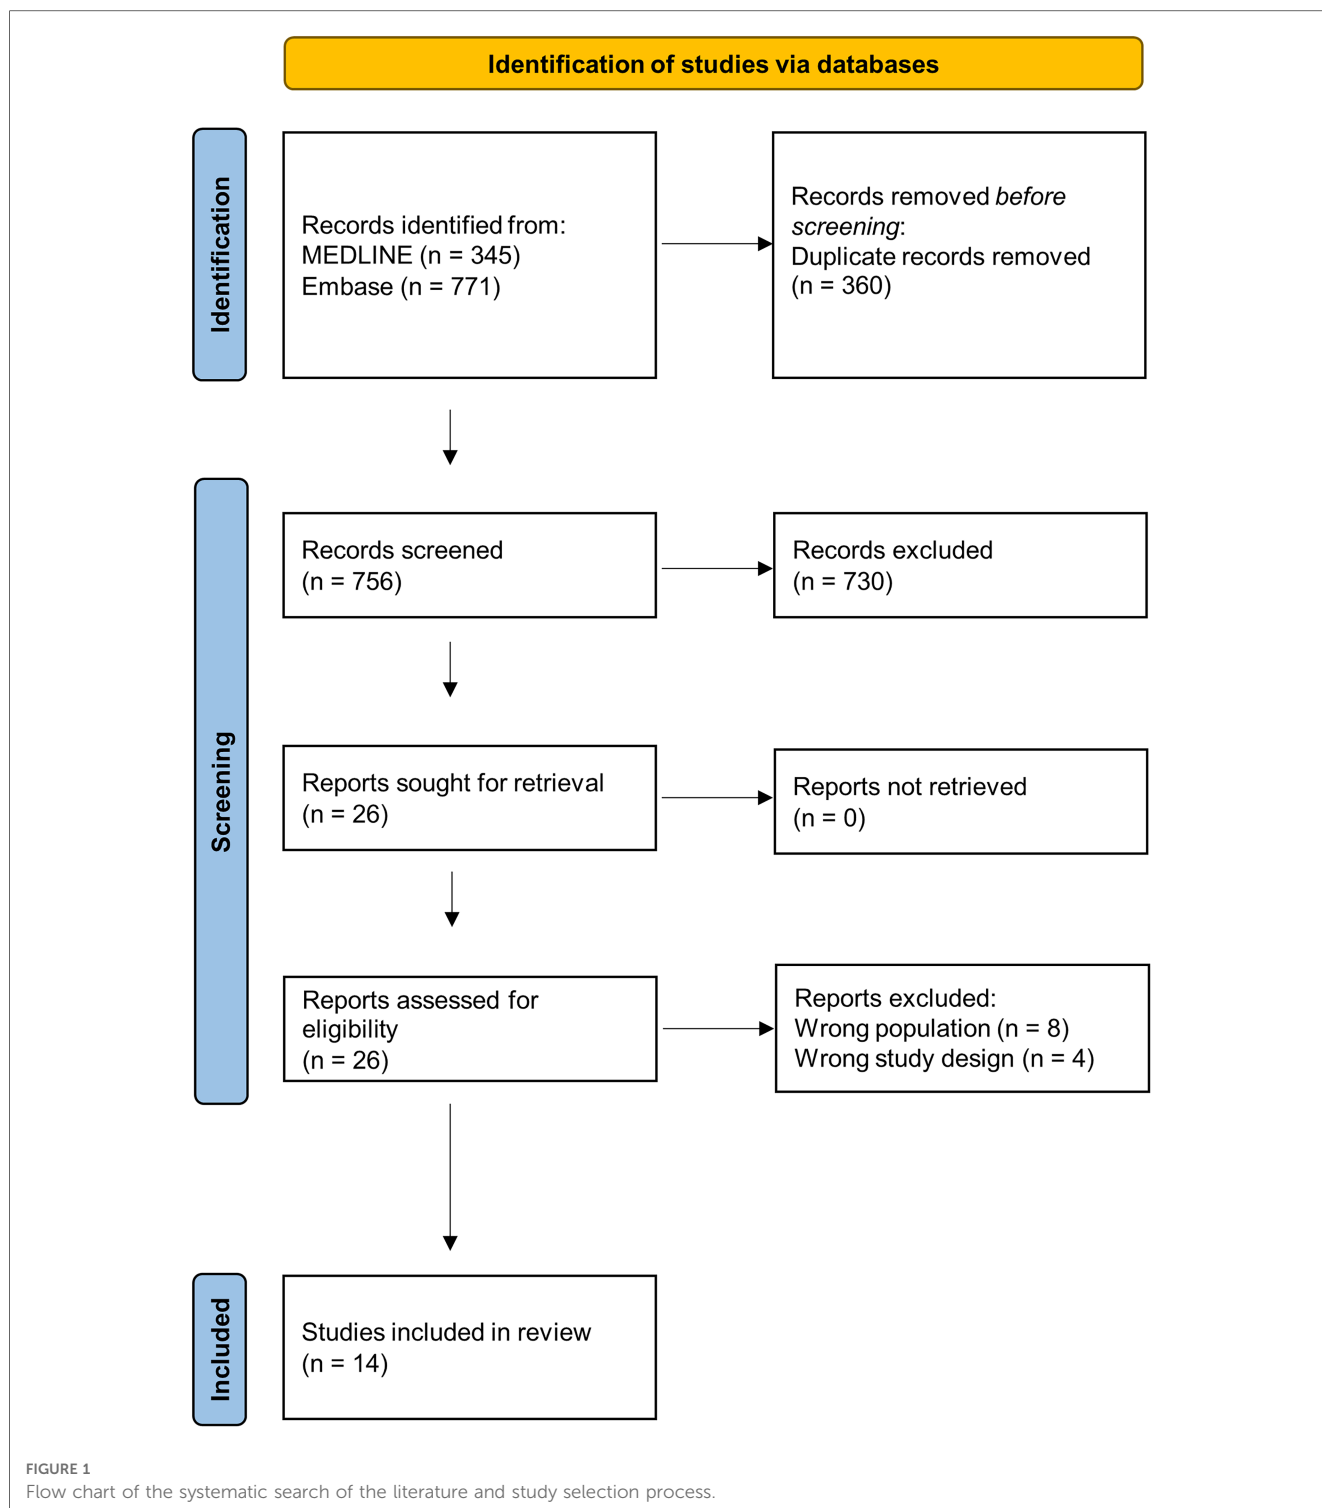 Identification of studies via databases
Identification
Records identified from:
MEDLINE (n = 345)
Embase (n = 771)
Records removed before
screening:
Duplicate records removed
(n = 360)
Screening
Records screened
(n = 756)
Records excluded
(n = 730)
Reports sought for retrieval
(n = 26)
Reports not retrieved
(n = 0)
Reports assessed for
eligibility
(n = 26)
Reports excluded:
Wrong population (n = 8)
Wrong study design (n = 4)
Included
Studies included in review
(n = 14)
FIGURE 1
Flow chart of the systematic search of the literature and study selection process.